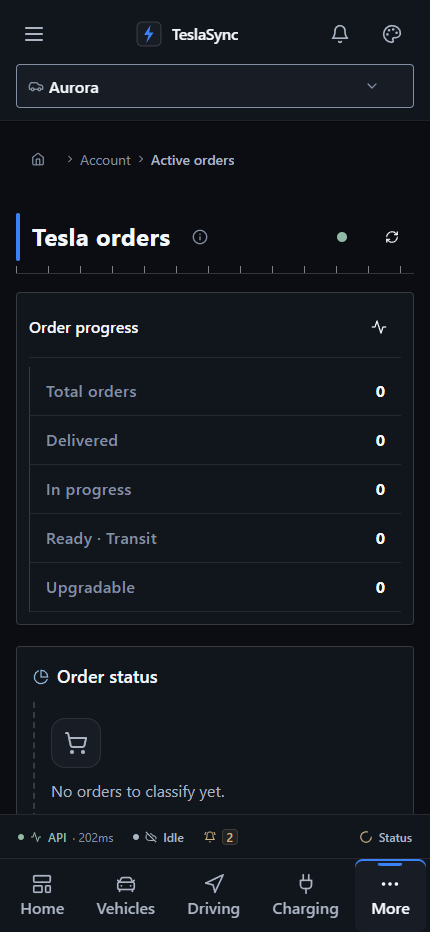 TeslaSync
Aurora
Account Active orders
Tesla orders
Order progress
Total orders 0
Delivered 0
In progress 0
Ready · Transit 0
Upgradable 0
Order status
No orders to classify yet.
API · 202ms Idle 2 Status
Home Vehicles Driving Charging More